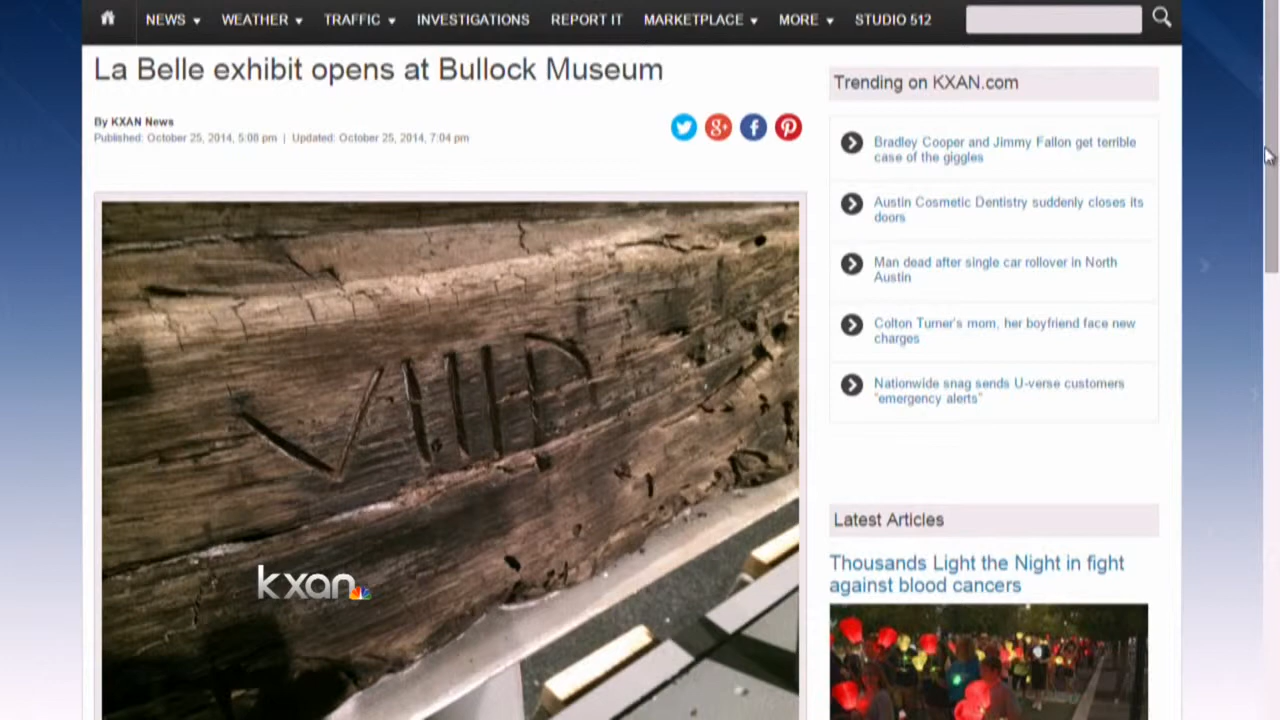 NEWS WEATHER TRAFFIC INVESTIGATIONS REPORT IT MARKETPLACE MORE STUDIO 512
La Belle exhibit opens at Bullock Museum
By KXAN News
Published: October 25, 2014, 5:08 pm | Updated: October 25, 2014, 7:04 pm
VIIII
kxan
Trending on KXAN.com
Bradley Cooper and Jimmy Fallon get terrible
case of the giggles
Austin Cosmetic Dentistry suddenly closes its
doors
Man dead after single car rollover in North
Austin
Colton Turner's mom, her boyfriend face new
charges
Nationwide snag sends U-verse customers
"emergency alerts"
Latest Articles
Thousands Light the Night in fight
against blood cancers